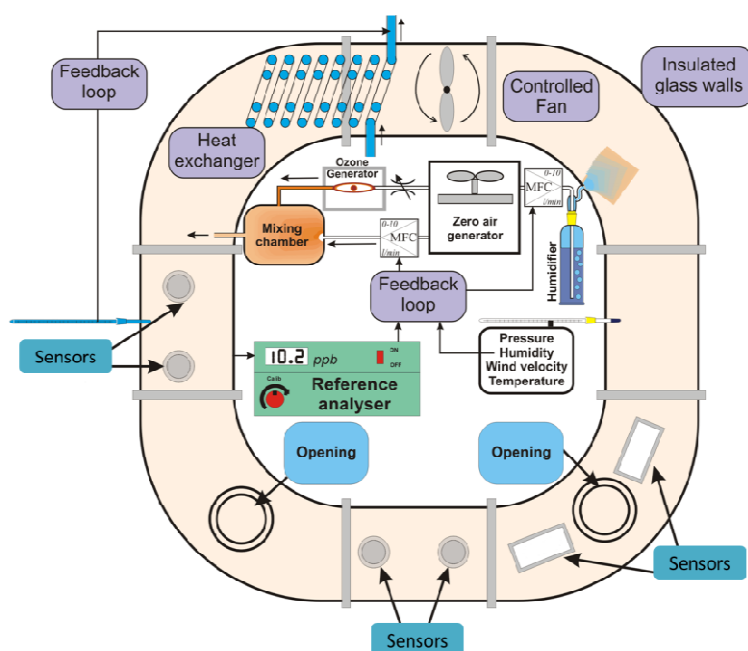 Feedback
loop
Heat
exchanger
Controlled
Fan
Insulated
glass walls
Ozone
Generator
Mixing
chamber
0-10
MFC
l/min
Zero air
generator
0-10
MFC
l/min
Humidifier
Feedback
loop
Sensors
10.2 ppb
ON
OFF
Calib
Reference
analyser
Pressure
Humidity
Wind velocity
Temperature
Opening
Opening
Sensors
Sensors